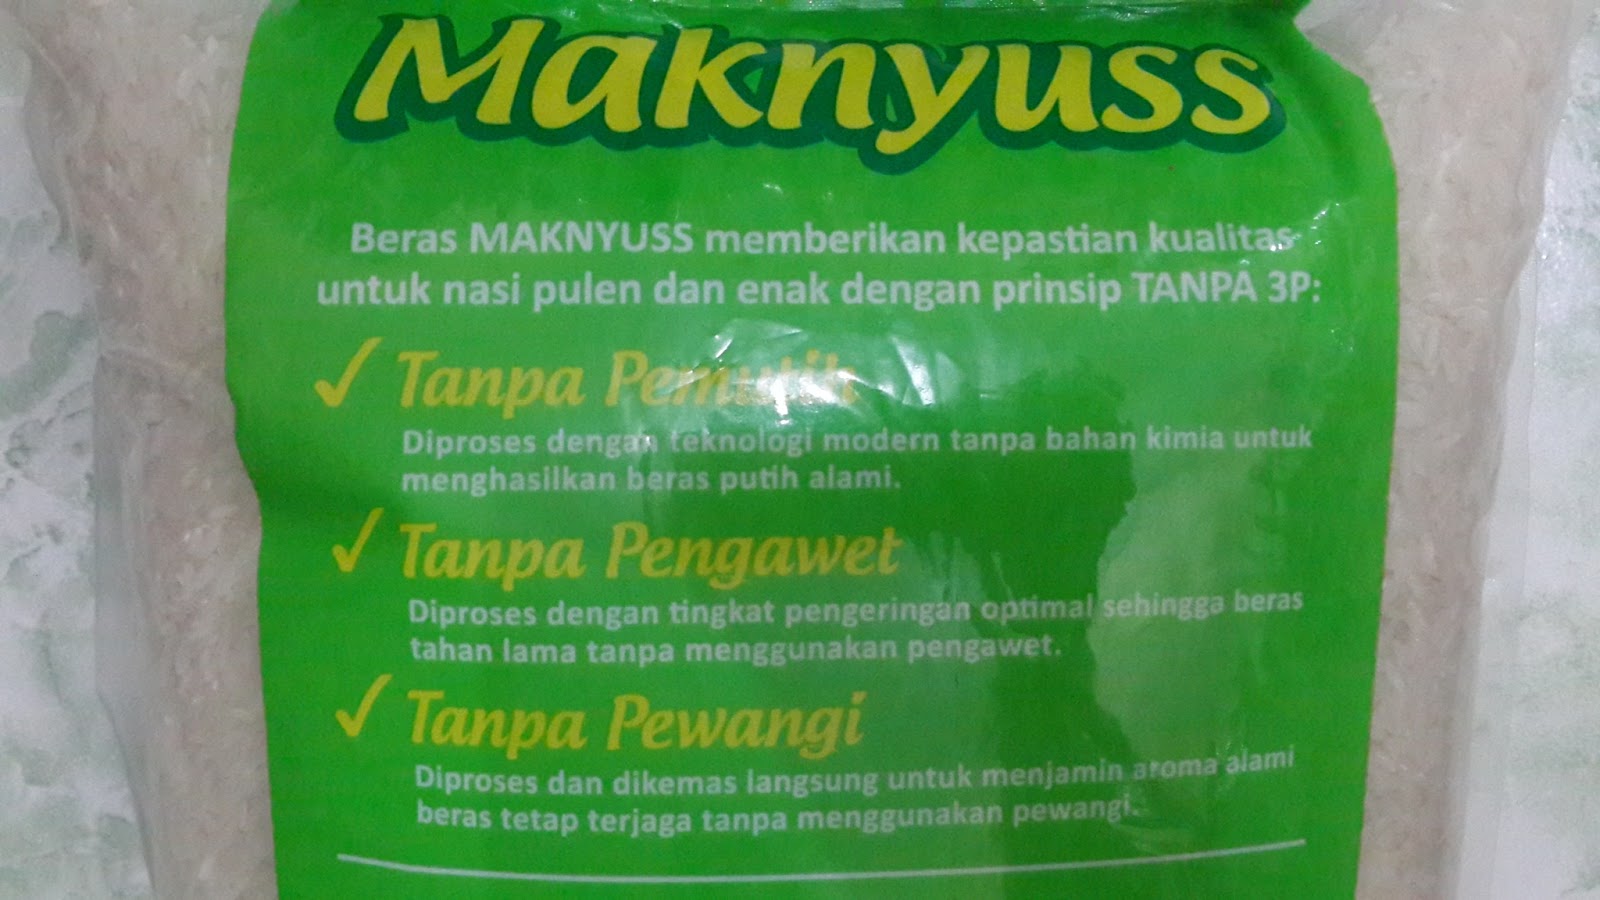 Maknyuss
Beras MAKNYUSS memberikan kepastian kualitas
untuk nasi pulen dan enak dengan prinsip TANPA 3P:
✓ Tanpa Pemutih
Diproses dengan teknologi modern tanpa bahan kimia untuk
menghasilkan beras putih alami.
✓ Tanpa Pengawet
Diproses dengan tingkat pengeringan optimal sehingga beras
tahan lama tanpa menggunakan pengawet.
✓ Tanpa Pewangi
Diproses dan dikemas langsung untuk menjamin aroma alami
beras tetap terjaga tanpa menggunakan pewangi.